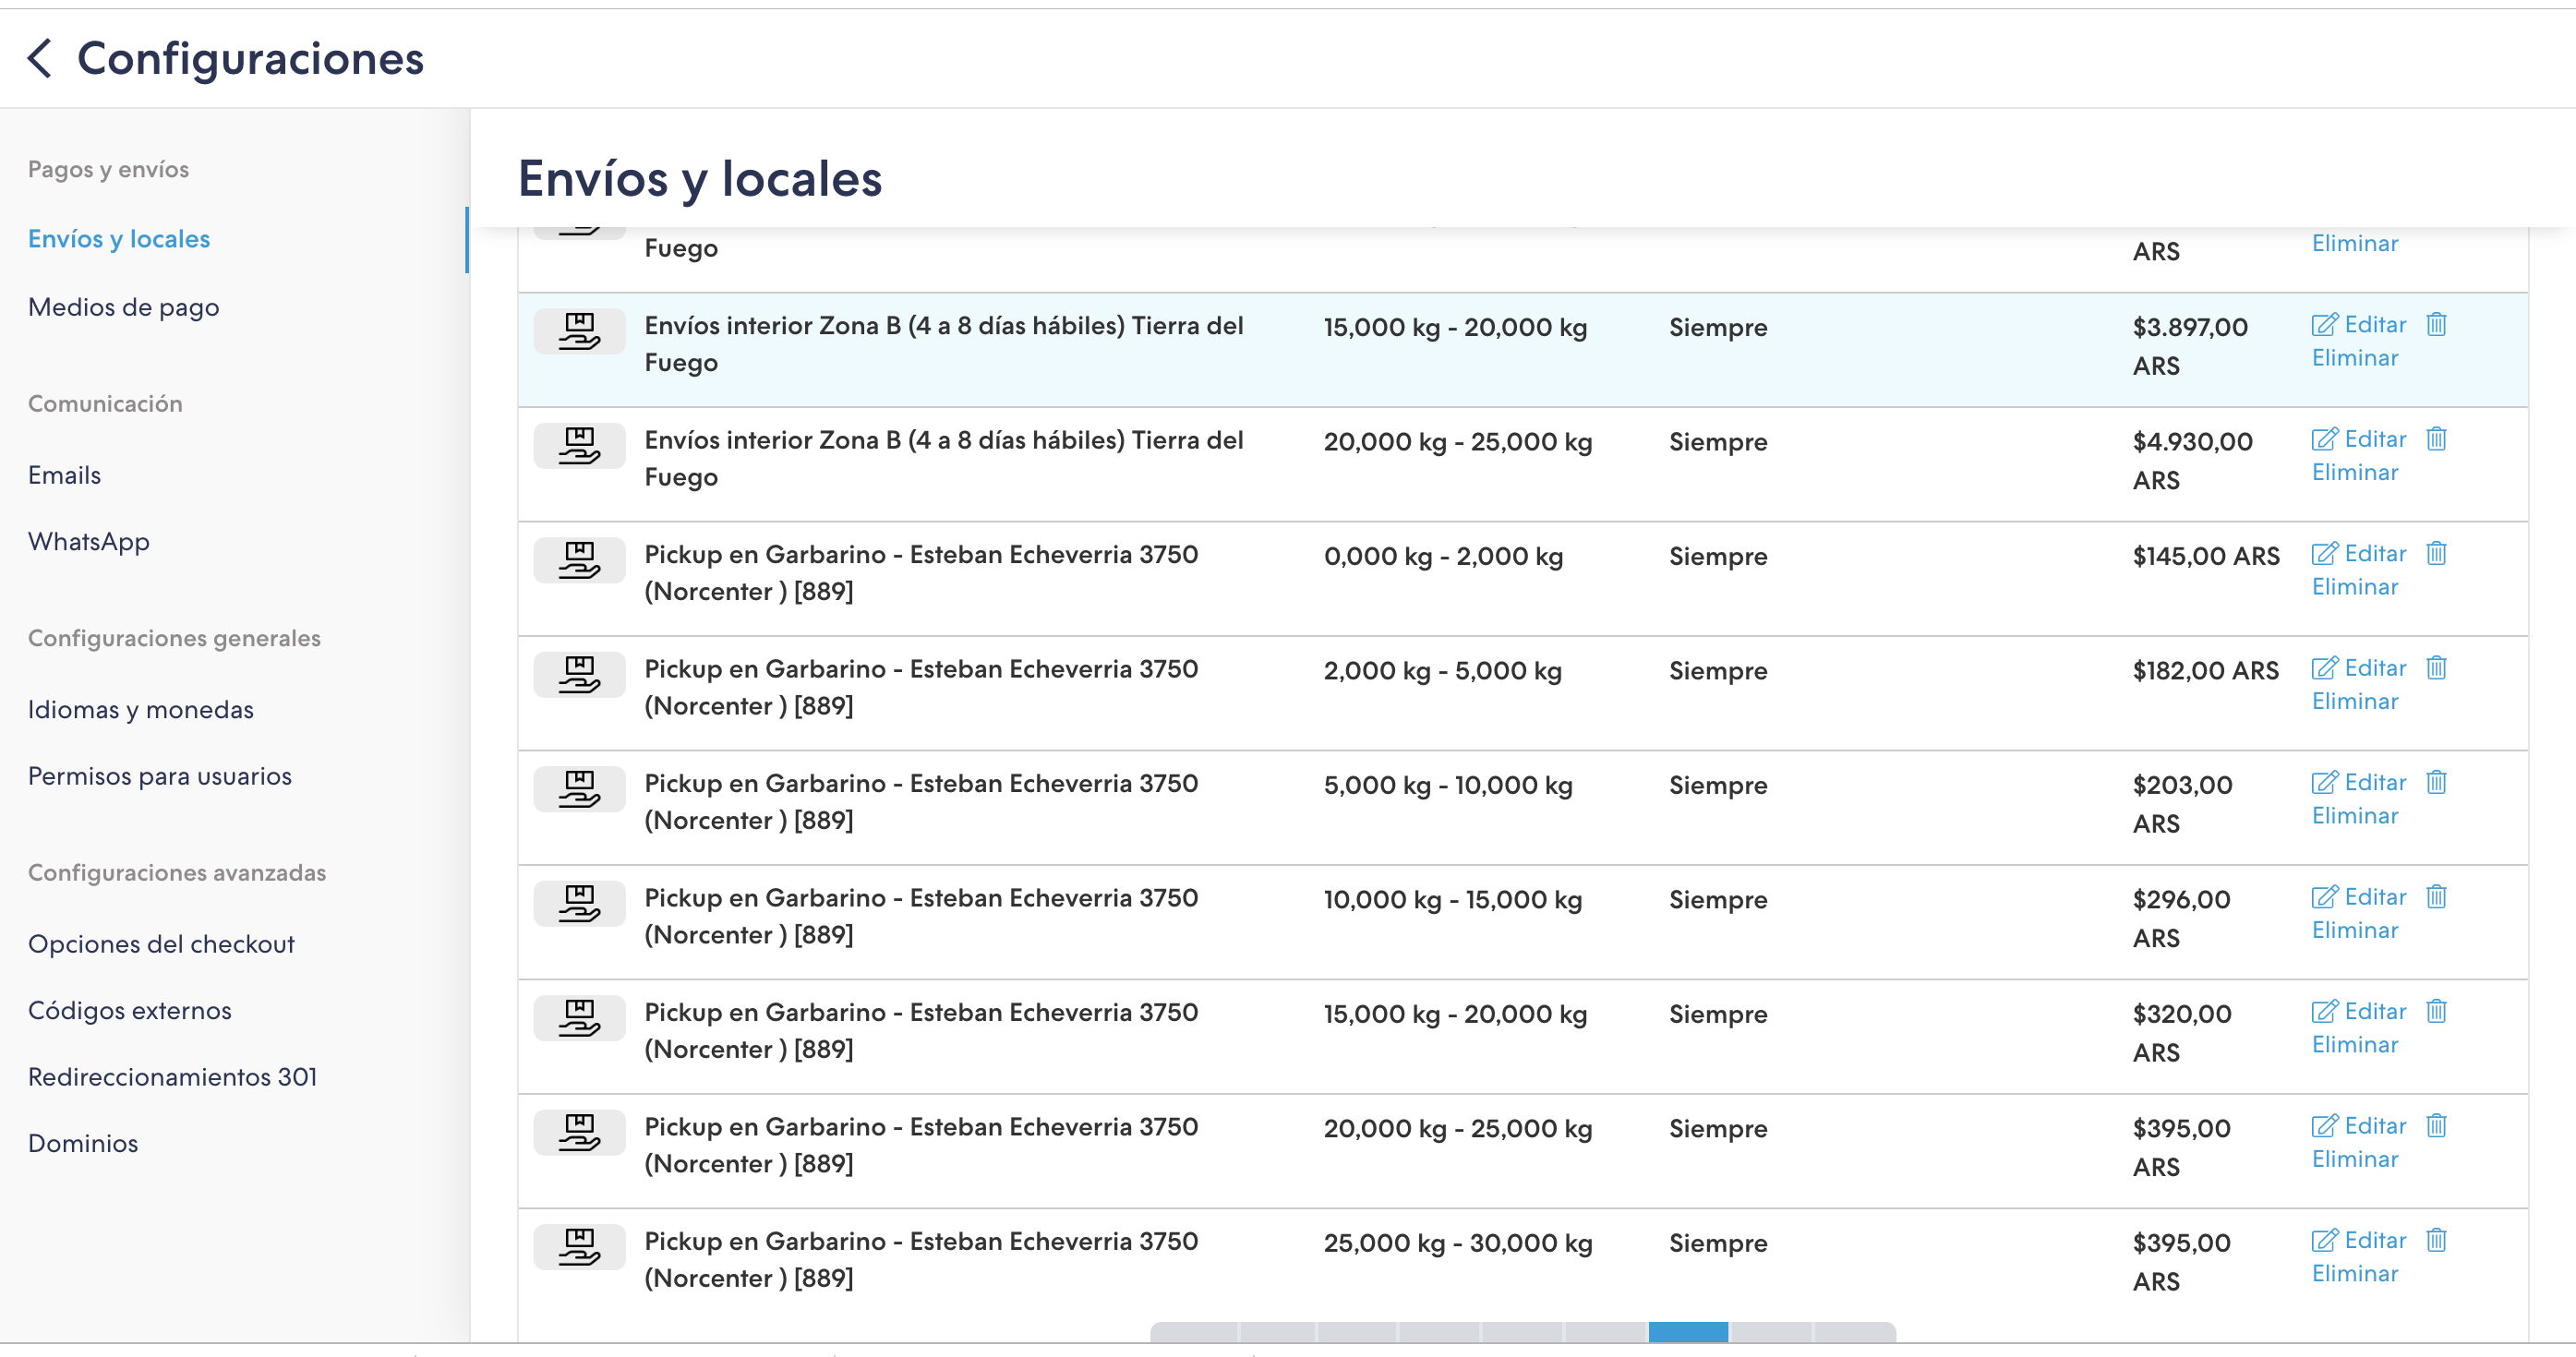 Configuraciones
Pagos y envíos
Envíos y locales
Medios de pago
Comunicación
Emails
WhatsApp
Configuraciones generales
Idiomas y monedas
Permisos para usuarios
Configuraciones avanzadas
Opciones del checkout
Códigos externos
Redireccionamientos 301
Dominios
Envíos y locales
Fuego ARS Eliminar
Envíos interior Zona B (4 a 8 días hábiles) Tierra del 15,000 kg - 20,000 kg Siempre $3.897,00 Editar
Fuego ARS Eliminar
Envíos interior Zona B (4 a 8 días hábiles) Tierra del 20,000 kg - 25,000 kg Siempre $4.930,00 Editar
Fuego ARS Eliminar
Pickup en Garbarino - Esteban Echeverria 3750 0,000 kg - 2,000 kg Siempre $145,00 ARS Editar
(Norcenter ) [889] Eliminar
Pickup en Garbarino - Esteban Echeverria 3750 2,000 kg - 5,000 kg Siempre $182,00 ARS Editar
(Norcenter ) [889] Eliminar
Pickup en Garbarino - Esteban Echeverria 3750 5,000 kg - 10,000 kg Siempre $203,00 Editar
(Norcenter ) [889] ARS Eliminar
Pickup en Garbarino - Esteban Echeverria 3750 10,000 kg - 15,000 kg Siempre $296,00 Editar
(Norcenter ) [889] ARS Eliminar
Pickup en Garbarino - Esteban Echeverria 3750 15,000 kg - 20,000 kg Siempre $320,00 Editar
(Norcenter ) [889] ARS Eliminar
Pickup en Garbarino - Esteban Echeverria 3750 20,000 kg - 25,000 kg Siempre $395,00 Editar
(Norcenter ) [889] ARS Eliminar
Pickup en Garbarino - Esteban Echeverria 3750 25,000 kg - 30,000 kg Siempre $395,00 Editar
(Norcenter ) [889] ARS Eliminar